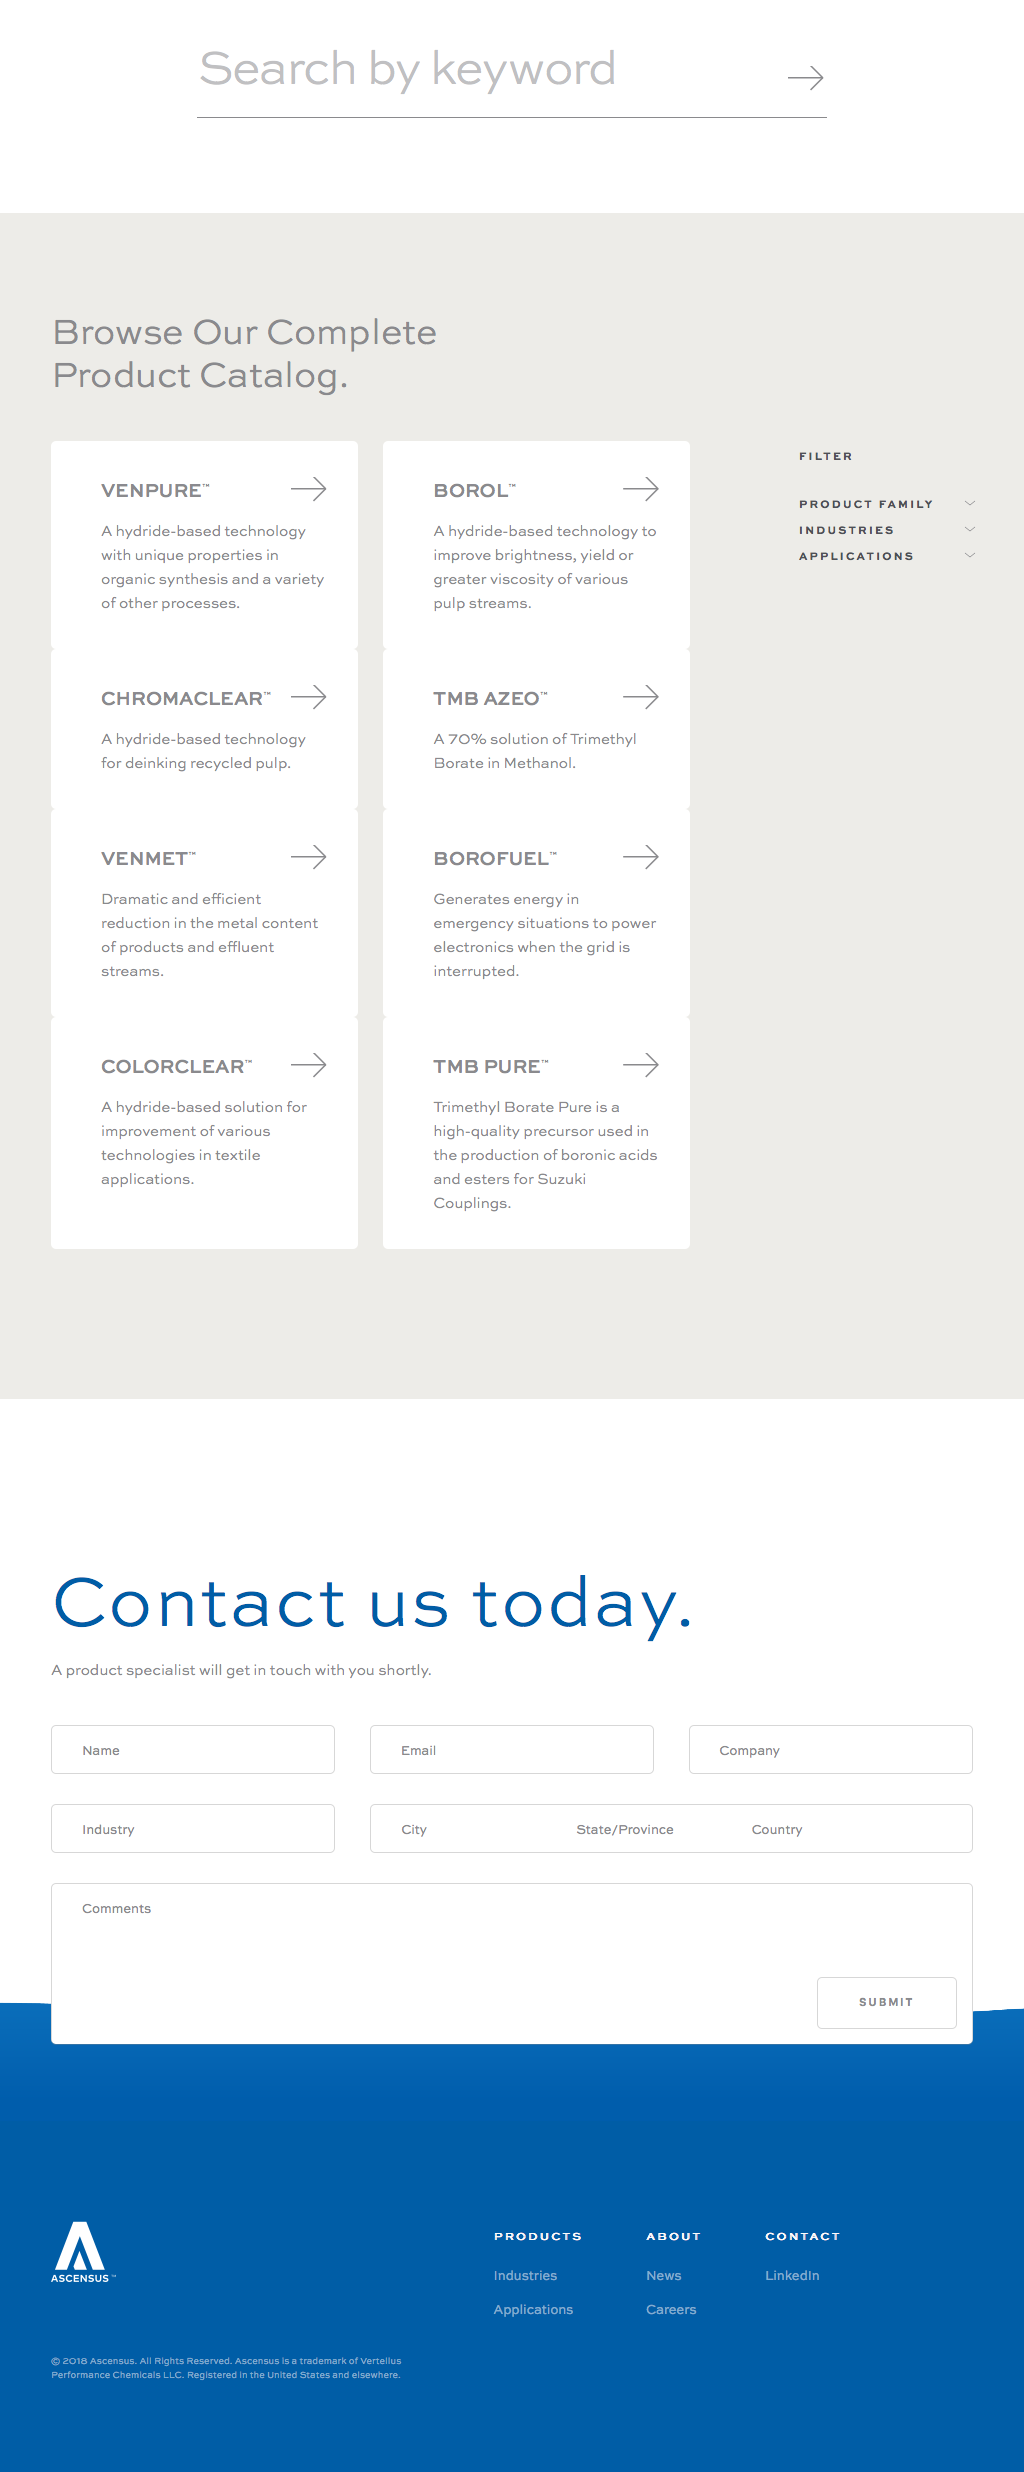 Search by keyword
Browse Our Complete
Product Catalog.
VENPURE™
A hydride-based technology
with unique properties in
organic synthesis and a variety
of other processes.
BOROL™
A hydride-based technology to
improve brightness, yield or
greater viscosity of various
pulp streams.
FILTER
PRODUCT FAMILY
INDUSTRIES
APPLICATIONS
CHROMACLEAR™
A hydride-based technology
for deinking recycled pulp.
TMB AZEO™
A 70% solution of Trimethyl
Borate in Methanol.
VENMET™
Dramatic and efficient
reduction in the metal content
of products and effluent
streams.
BOROFUEL™
Generates energy in
emergency situations to power
electronics when the grid is
interrupted.
COLORCLEAR™
A hydride-based solution for
improvement of various
technologies in textile
applications.
TMB PURE™
Trimethyl Borate Pure is a
high-quality precursor used in
the production of boronic acids
and esters for Suzuki
Couplings.
Contact us today.
A product specialist will get in touch with you shortly.
Name
Email
Company
Industry
City
State/Province
Country
Comments
SUBMIT
ASCENSUS™
PRODUCTS
Industries
Applications
ABOUT
News
Careers
CONTACT
LinkedIn
© 2018 Ascensus. All Rights Reserved. Ascensus is a trademark of Vertellus
Performance Chemicals LLC. Registered in the United States and elsewhere.